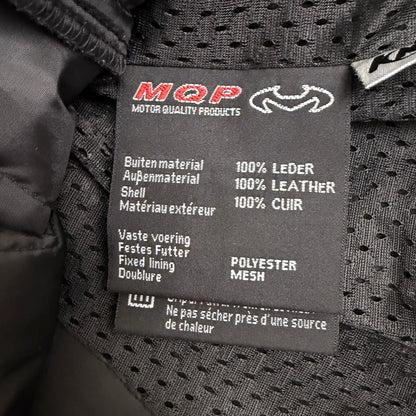 MQP
MOTOR QUALITY PRODUCTS
Buiten material 100% LEDER
Außenmaterial 100% LEATHER
Shell 100% CUIR
Matériau extérieur
Vaste voering
Festes Futter
Fixed lining POLYESTER
Doublure MESH
Ne pas sécher près d'une source
de chaleur